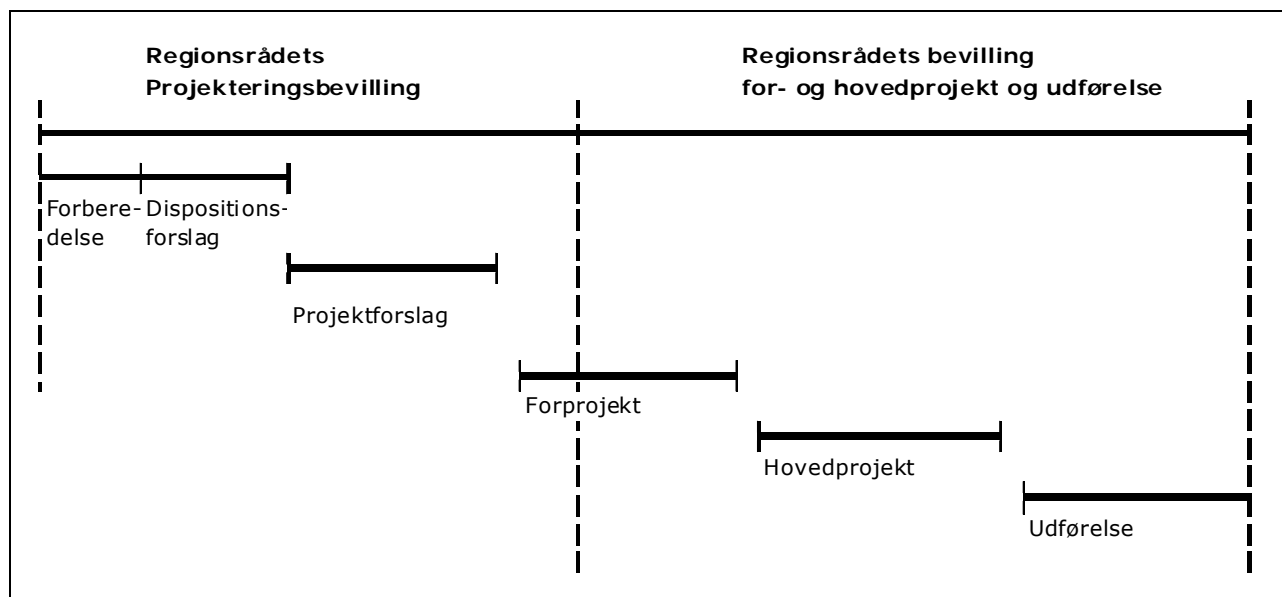 Regionsrådets
Projekteringsbevilling
Regionsrådets bevilling
for- og hovedprojekt og udførelse
Forbere-
delse
Dispositions-
forslag
Projektforslag
Forprojekt
Hovedprojekt
Udførelse